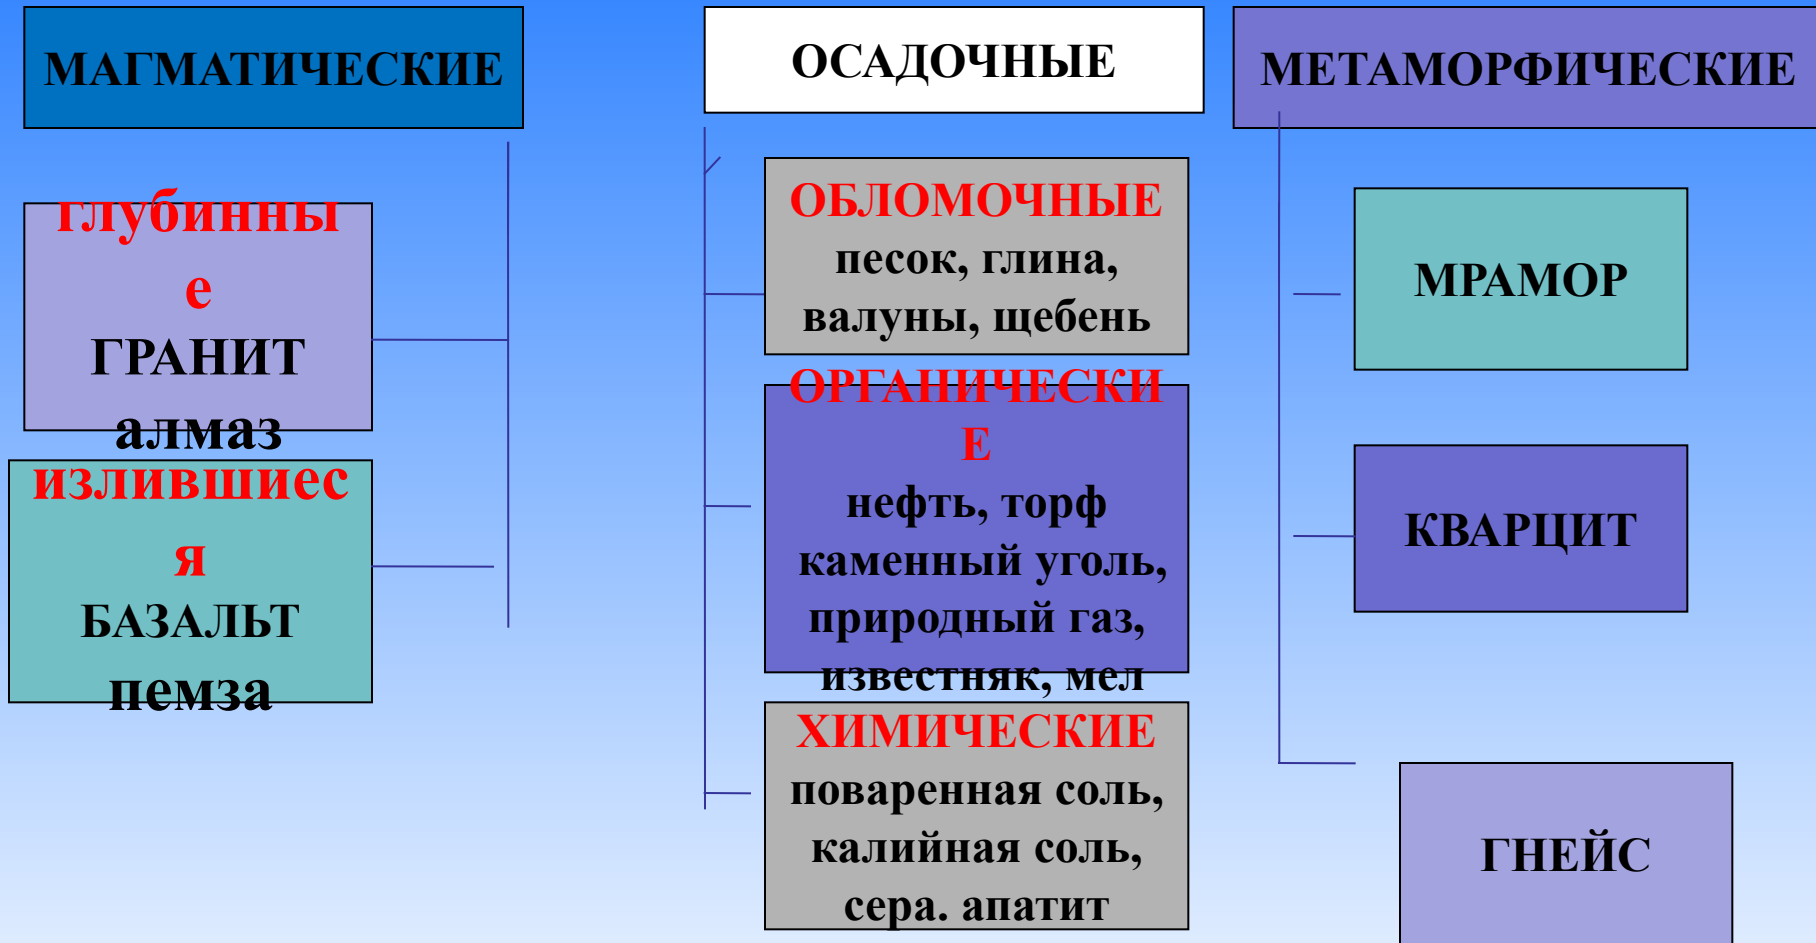 МАГМАТИЧЕСКИЕ
глубинны
е
ГРАНИТ
алмаз
излившиес
я
БАЗАЛЬТ
пемза
ОСАДОЧНЫЕ
ОБЛОМОЧНЫЕ
песок, глина,
валуны, щебень
ОРГАНИЧЕСКИ
Е
нефть, торф
каменный уголь,
природный газ,
известняк, мел
ХИМИЧЕСКИЕ
поваренная соль,
калийная соль,
сера. апатит
МЕТАМОРФИЧЕСКИЕ
МРАМОР
КВАРЦИТ
ГНЕЙС